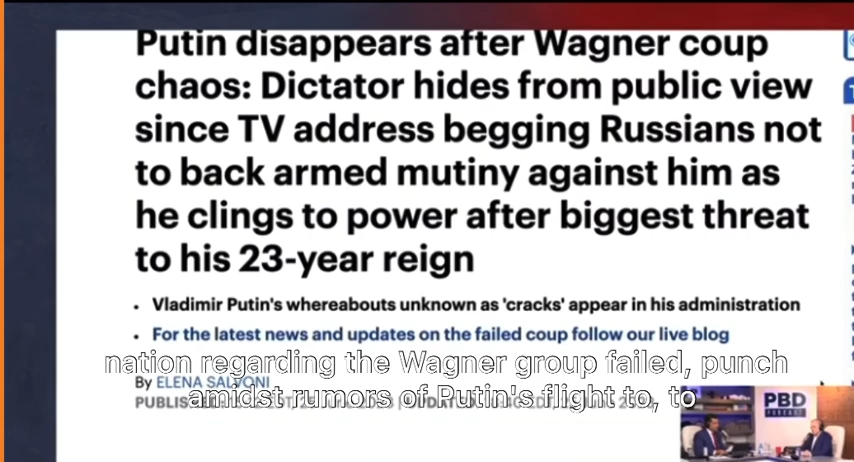 Putin disappears after Wagner coup
chaos: Dictator hides from public view
since TV address begging Russians not
to back armed mutiny against him as
he clings to power after biggest threat
to his 23-year reign
• Vladimir Putin's whereabouts unknown as 'cracks' appear in his administration
• For the latest news and updates on the failed coup follow our live blog
nation regarding the Wagner group failed, punch
By ELENA SALVONI
amidst rumors of Putin's flight to, to
PBD
PODCAST